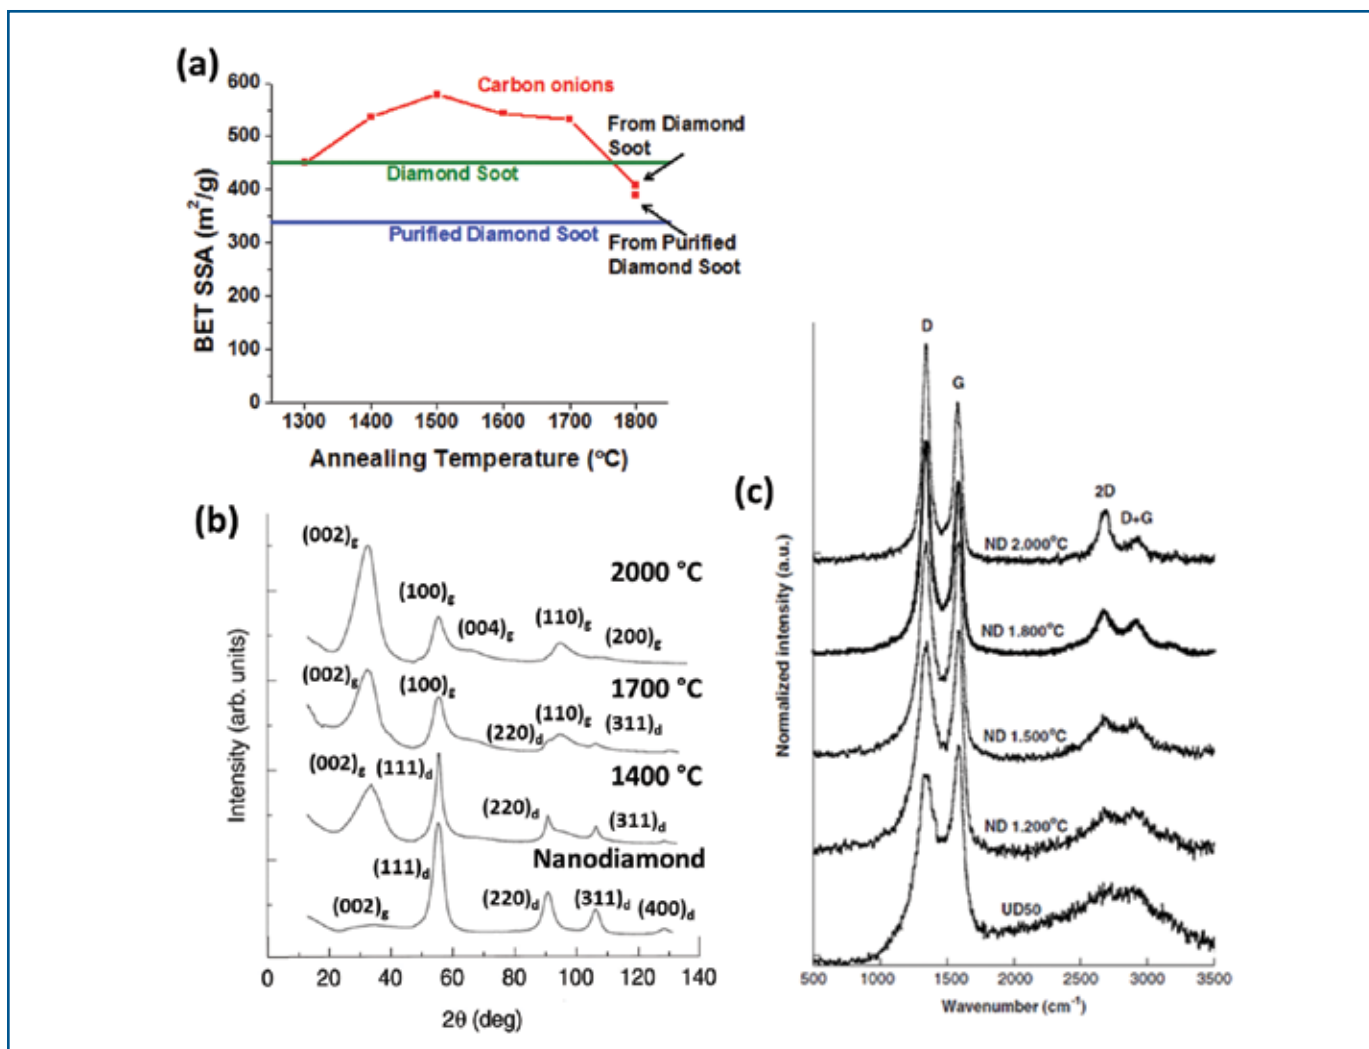 (a)
600
500
400
300
200
100
0
BET SSA (m²/g)
Carbon onions
From Diamond
Soot
Diamond Soot
Purified Diamond Soot
From Purified
Diamond Soot
1300 1400 1500 1600 1700 1800
Annealing Temperature (°C)
(b)
Intensity (arb. units)
(002)g
2000 °C
(100)g
(004)g
(110)g
(200)g
(002)g
1700 °C
(100)g
(220)d
(110)g
(311)d
(002)g
(111)d
1400 °C
(220)d
(311)d
Nanodiamond
(111)d
(002)g
(220)d
(311)d
(400)d
0 20 40 60 80 100 120 140
2θ (deg)
(c)
Normalized intensity (a.u.)
D
G
2D
D+G
ND 2.000°C
ND 1.800°C
ND 1.500°C
ND 1.200°C
UD50
500 1000 1500 2000 2500 3000 3500
Wavenumber (cm⁻¹)